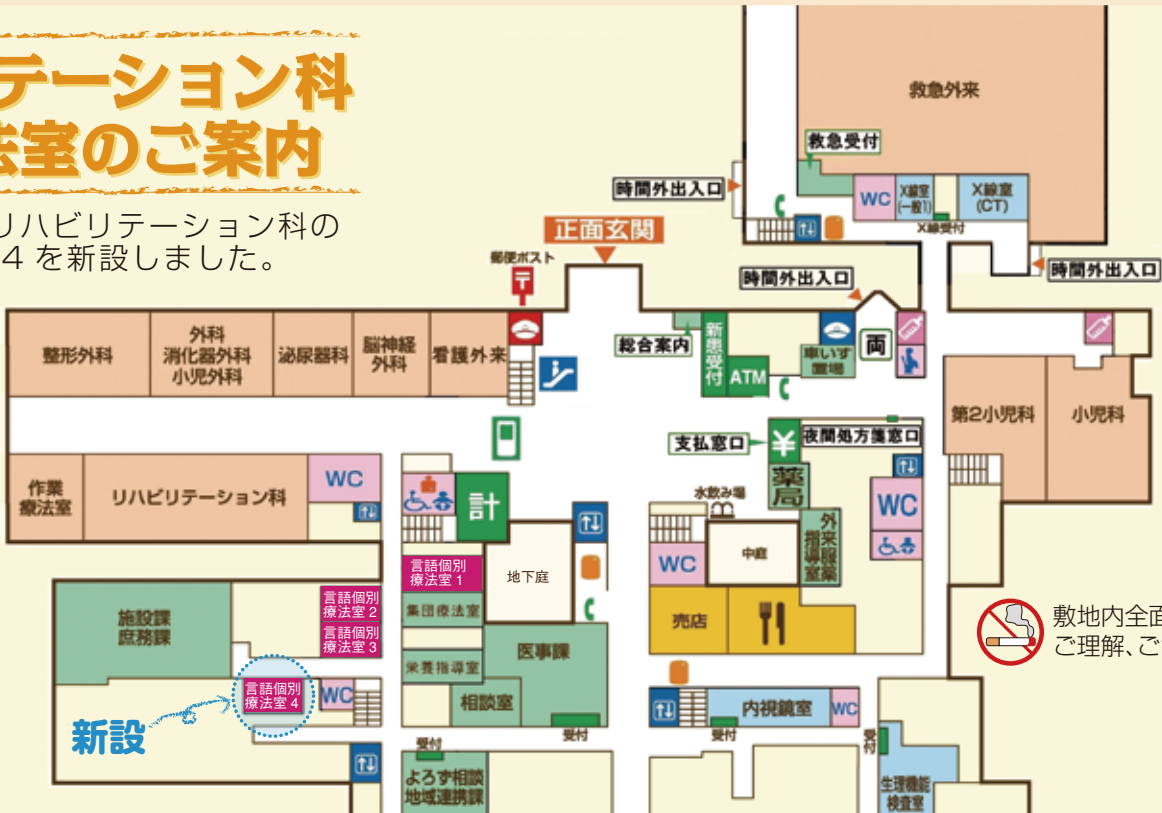 テーション科
室のご案内
リハビリテーション科の
4 を新設しました。
救急外来
救急受付
時間外出入口
WC
X線室
(一般1)
X線室
(CT)
X線受付
正面玄関
郵便ポスト
時間外出入口
時間外出入口
整形外科
外科
消化器外科
小児外科
泌尿器科
脳神経
外科
看護外来
総合案内
新患受付
ATM
車いす
置場
両
第2小児科
小児科
支払窓口
¥
夜間処方箋窓口
作業
療法室
リハビリテーション科
WC
計
水飲み場
薬局
WC
外来服薬
指導室
中庭
WC
地下庭
言語個別
療法室 1
集団療法室
栄養指導室
医事課
相談室
受付
売店
施設課
庶務課
言語個別
療法室 2
言語個別
療法室 3
言語個別
療法室 4
WC
新設
敷地内全面
ご理解、ご
内視鏡室
WC
受付
受付
受付
よろず相談
地域連携課
生理機能
検査室